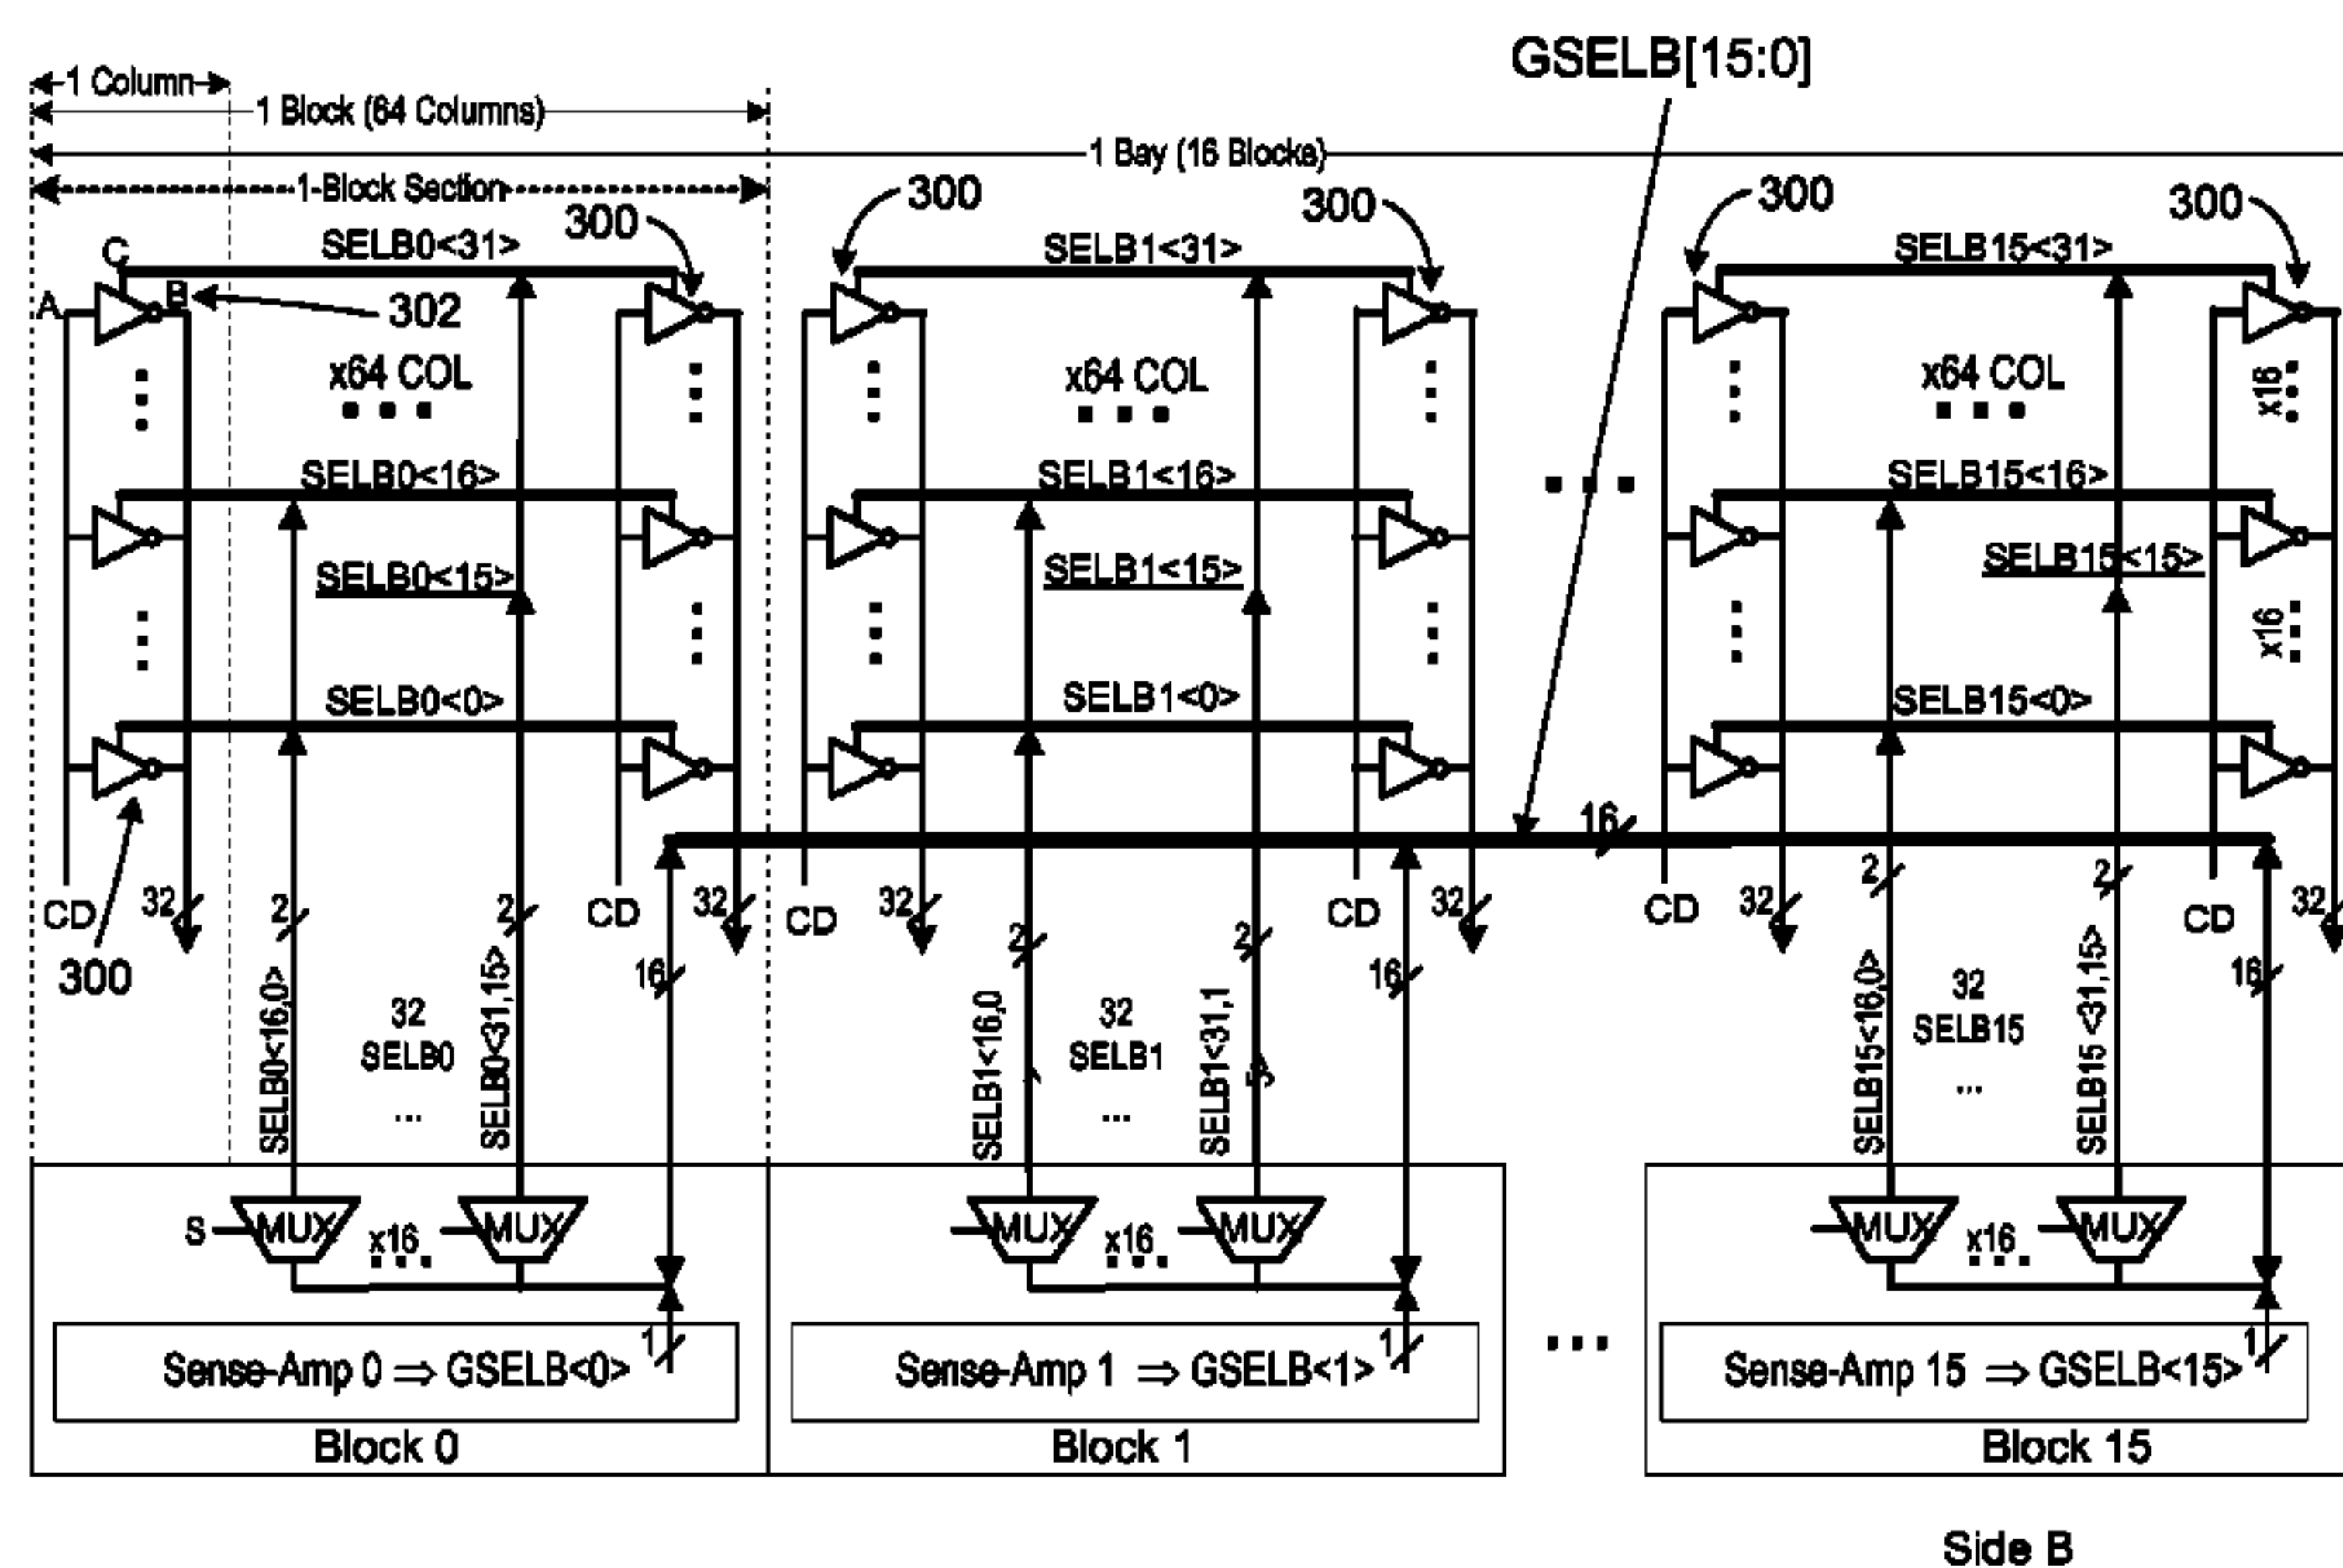 GSELB[15:0]
1 Column
1 Block (64 Columns)
1 Bay (16 Blocks)
1-Block Section
300
300
300
300
300
C
SELB0<31>
SELB1<31>
SELB15<31>
A
B
302
x64 COL
x64 COL
x64 COL
x16
SELB0<16>
SELB1<16>
SELB15<16>
SELB0<15>
SELB1<15>
SELB15<15>
x16
SELB0<0>
SELB1<0>
SELB15<0>
16
CD
32
2
2
CD
32
CD
32
2
2
CD
32
CD
32
2
2
CD
32
300
16
16
16
SELB0<16,0>
32
SELB0
...
SELB0<31,15>
SELB1<16,0
>
32
SELB1
...
SELB1<31,1
5>
SELB15<16,0>
32
SELB15
...
SELB15 <31,15>
S
MUX
x16
MUX
MUX
x16
MUX
MUX
x16
MUX
1
1
1
Sense-Amp 0 ⇒ GSELB<0>
Sense-Amp 1 ⇒ GSELB<1>
Sense-Amp 15 ⇒ GSELB<15>
Block 0
Block 1
Block 15
Side B